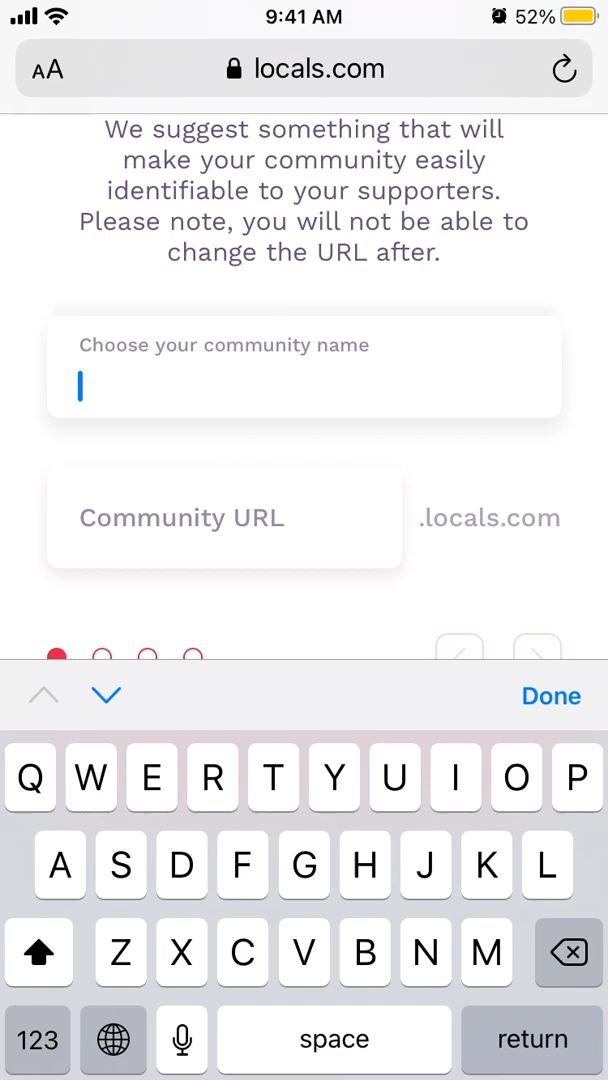 9:41 AM
52%
AA
locals.com
We suggest something that will
make your community easily
identifiable to your supporters.
Please note, you will not be able to
change the URL after.
Choose your community name
Community URL
.locals.com
Done
Q W E R T Y U I O P
A S D F G H J K L
Z X C V B N M
123
space
return